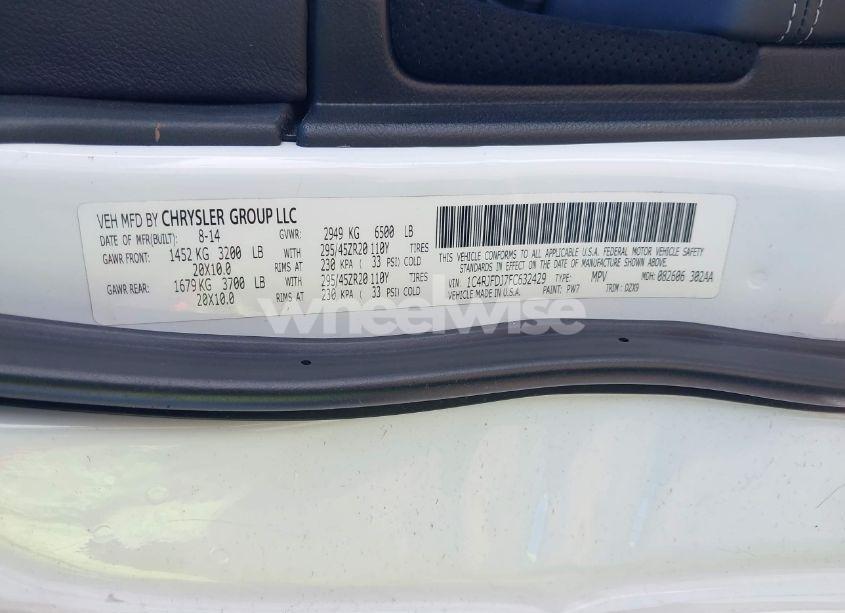 VEH MFD BY CHRYSLER GROUP LLC
DATE OF MFR(BUILT): 8-14 GVWR: 2949 KG 6500 LB
GAWR FRONT: 1452 KG 3200 LB WITH 295/45ZR20 110Y TIRES
20X10.0 RIMS AT 230 KPA ( 33 PSI) COLD
GAWR REAR: 1679 KG 3700 LB WITH 295/45ZR20 110Y TIRES
20X10.0 RIMS AT 230 KPA ( 33 PSI) COLD
THIS VEHICLE CONFORMS TO ALL APPLICABLE U.S.A. FEDERAL MOTOR VEHICLE SAFETY
STANDARDS IN EFFECT ON THE DATE OF MANUFACTURE SHOWN ABOVE.
VIN: 1C4RJFDJ7FC632429 TYPE: MPV MDH: 082606 302AA
VEHICLE MADE IN U.S.A. PAINT: PW7 TRIM: DZX9
wheelwise